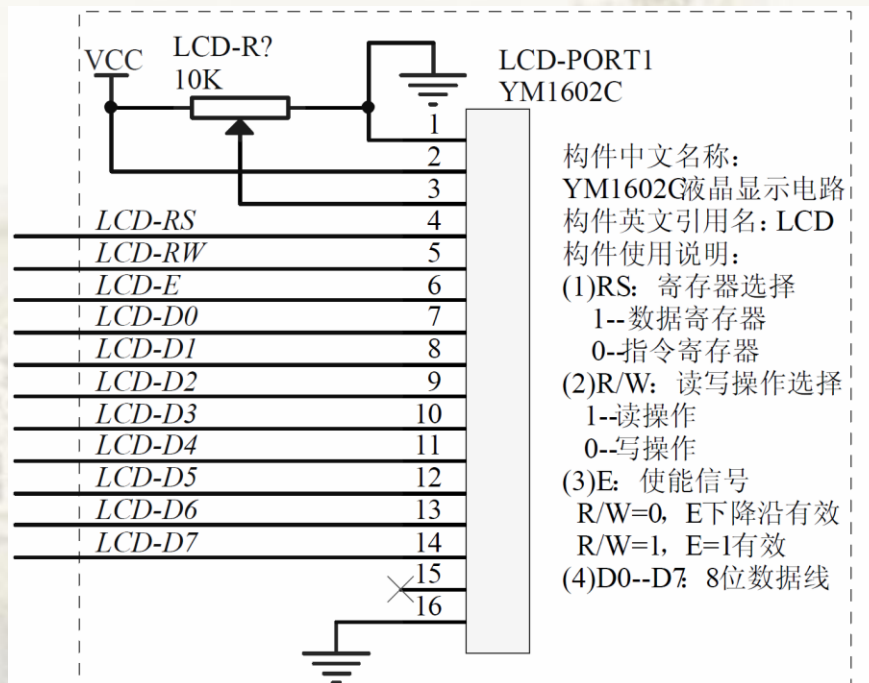 VCC
LCD-R?
10K
LCD-PORT1
YM1602C
1
2
3
LCD-RS 4
LCD-RW 5
LCD-E 6
LCD-D0 7
LCD-D1 8
LCD-D2 9
LCD-D3 10
LCD-D4 11
LCD-D5 12
LCD-D6 13
LCD-D7 14
15
16
构件中文名称：
YM1602C液晶显示电路
构件英文引用名：LCD
构件使用说明：
(1)RS：寄存器选择
1--数据寄存器
0--指令寄存器
(2)R/W：读写操作选择
1--读操作
0--写操作
(3)E：使能信号
R/W=0，E下降沿有效
R/W=1，E=1有效
(4)D0--D7：8位数据线